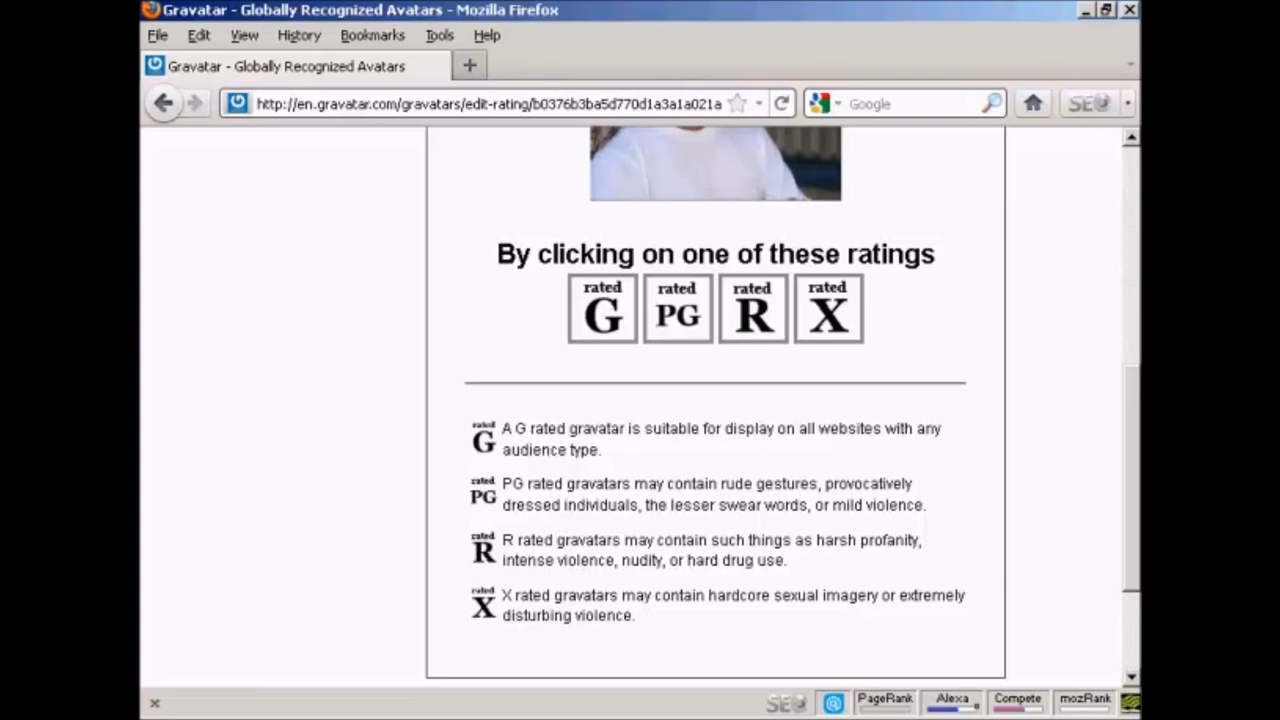 Gravatar - Globally Recognized Avatars - Mozilla Firefox
File Edit View History Bookmarks Tools Help
Gravatar - Globally Recognized Avatars
http://en.gravatar.com/gravatars/edit-rating/b0376b3ba5d770d1a3a1a021a
Google
SEO
By clicking on one of these ratings
rated rated rated rated
G PG R X
rated
G
A G rated gravatar is suitable for display on all websites with any
audience type.
rated
PG
PG rated gravatars may contain rude gestures, provocatively
dressed individuals, the lesser swear words, or mild violence.
rated
R
R rated gravatars may contain such things as harsh profanity,
intense violence, nudity, or hard drug use.
rated
X
X rated gravatars may contain hardcore sexual imagery or extremely
disturbing violence.
SEO PageRank Alexa Compete mozRank